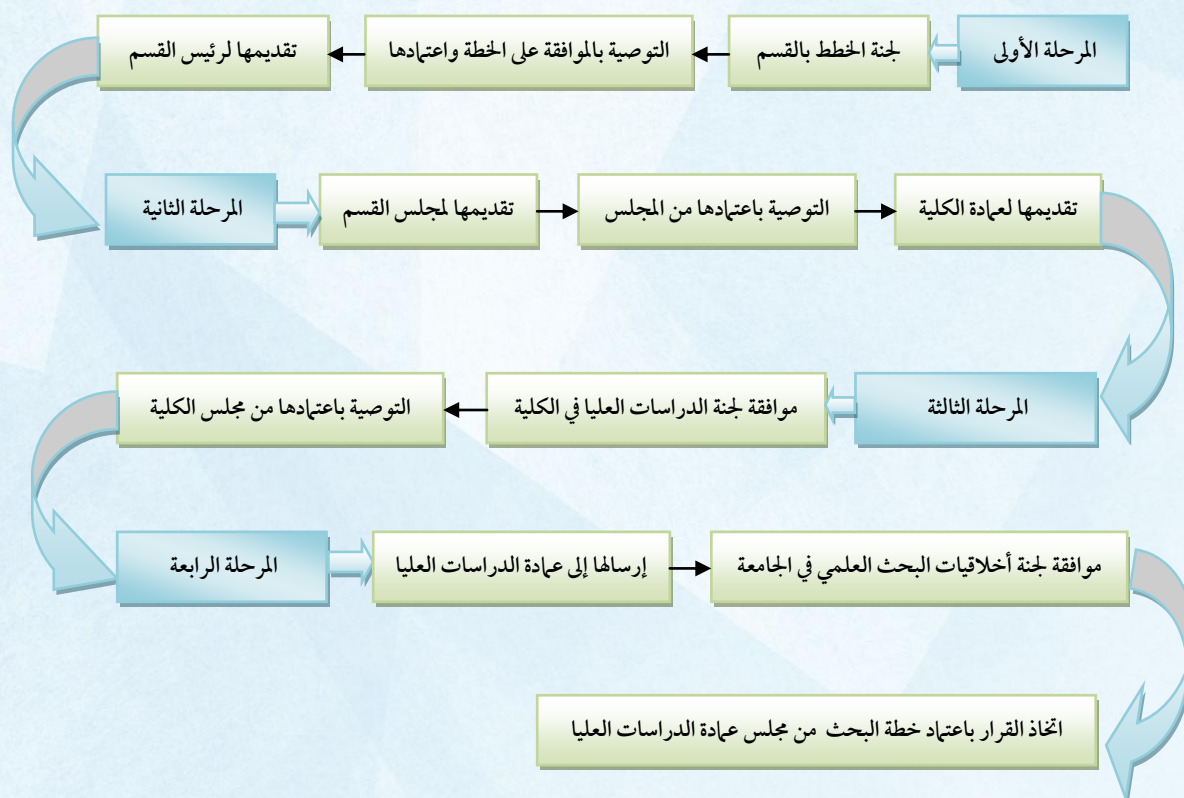 المرحلة الأولى
لجنة الخطط بالقسم
التوصية بالموافقة على الخطة واعتمادها
تقديمها لرئيس القسم
المرحلة الثانية
تقديمها لمجلس القسم
التوصية باعتمادها من المجلس
تقديمها لعمادة الكلية
المرحلة الثالثة
موافقة لجنة الدراسات العليا في الكلية
التوصية باعتمادها من مجلس الكلية
المرحلة الرابعة
إرسالها إلى عمادة الدراسات العليا
موافقة لجنة أخلاقيات البحث العلمي في الجامعة
اتخاذ القرار باعتماد خطة البحث من مجلس عمادة الدراسات العليا